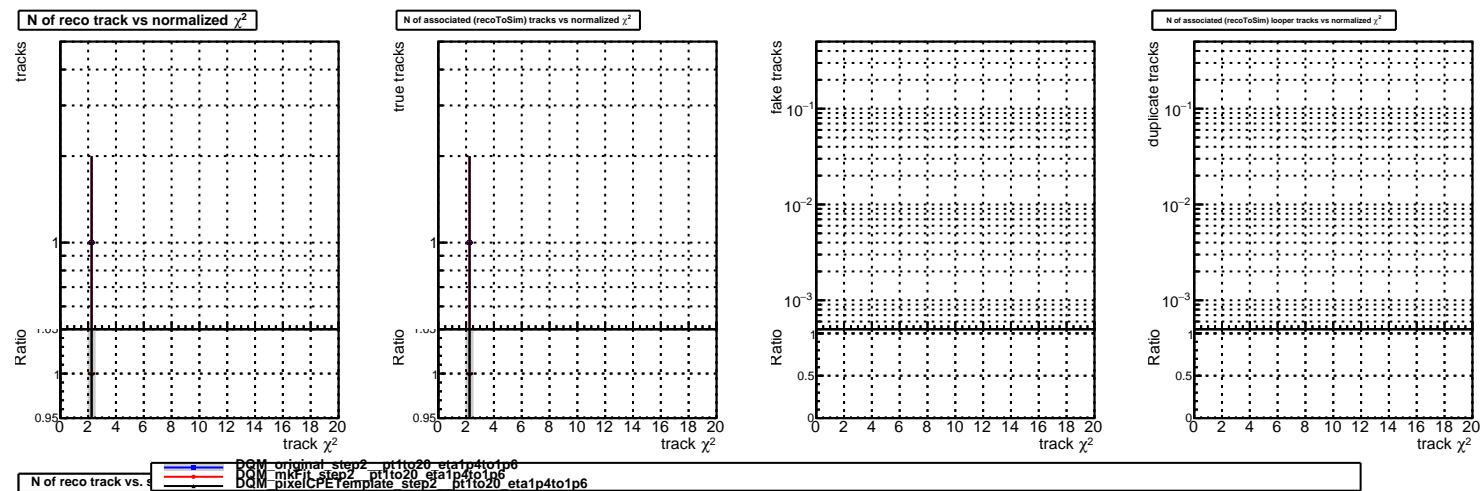 N of reco track vs normalized χ²
N of associated (recoToSim) tracks vs normalized χ²
N of associated (recoToSim) looper tracks vs normalized χ²
tracks
1
Ratio
1.05
1
0.95
0 2 4 6 8 10 12 14 16 18 20
track χ²
true tracks
1
Ratio
1.05
1
0.95
0 2 4 6 8 10 12 14 16 18 20
track χ²
fake tracks
10⁻¹
10⁻²
10⁻³
Ratio
1
0.5
0
0 2 4 6 8 10 12 14 16 18 20
track χ²
duplicate tracks
10⁻¹
10⁻²
10⁻³
Ratio
1
0.5
0
0 2 4 6 8 10 12 14 16 18 20
track χ²
N of reco track vs. s
DQM_original_step2__pt1to20_eta1p4to1p6
DQM_mkFit_step2__pt1to20_eta1p4to1p6
DQM_pixelCPETemplate_step2__pt1to20_eta1p4to1p6